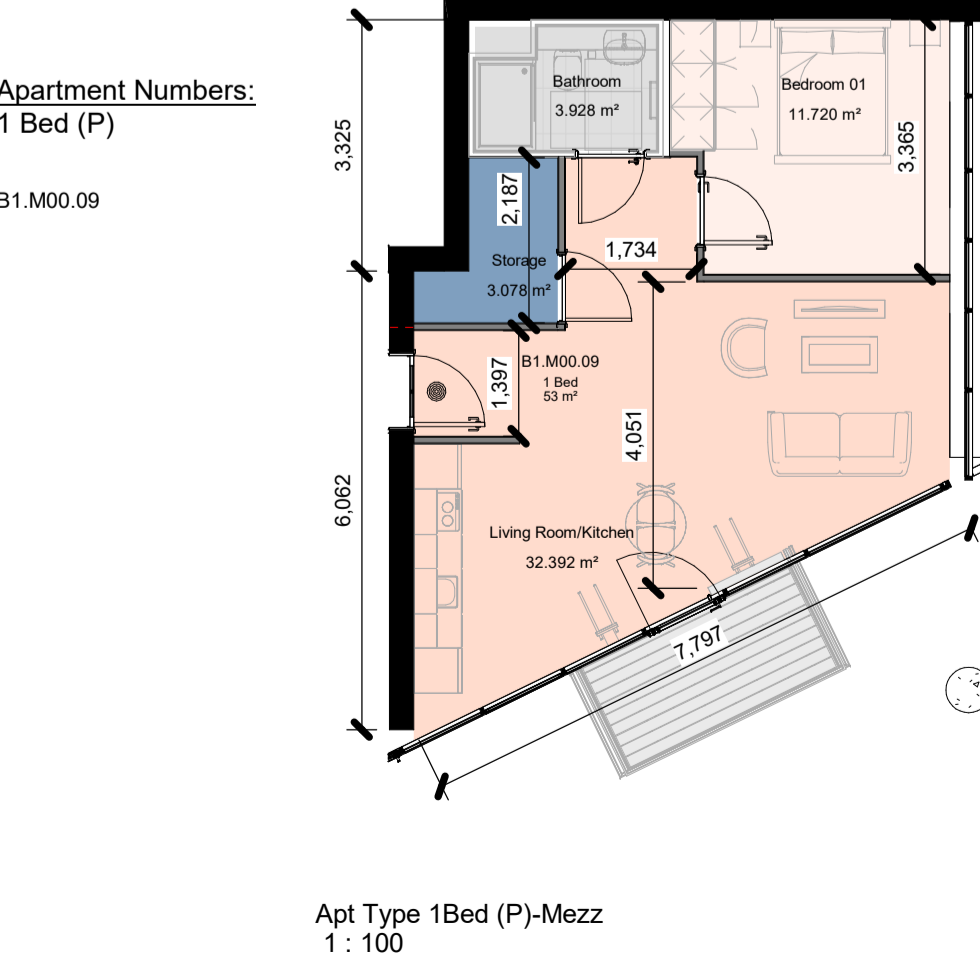 Apartment Numbers:
1 Bed (P)
B1.M00.09
3,325
6,062
Bathroom
3.928 m²
Bedroom 01
11.720 m²
3,365
2,187
1,734
Storage
3.078 m²
1,397
B1.M00.09
1 Bed
53 m²
4,051
Living Room/Kitchen
32.392 m²
7,797
Apt Type 1Bed (P)-Mezz
1 : 100